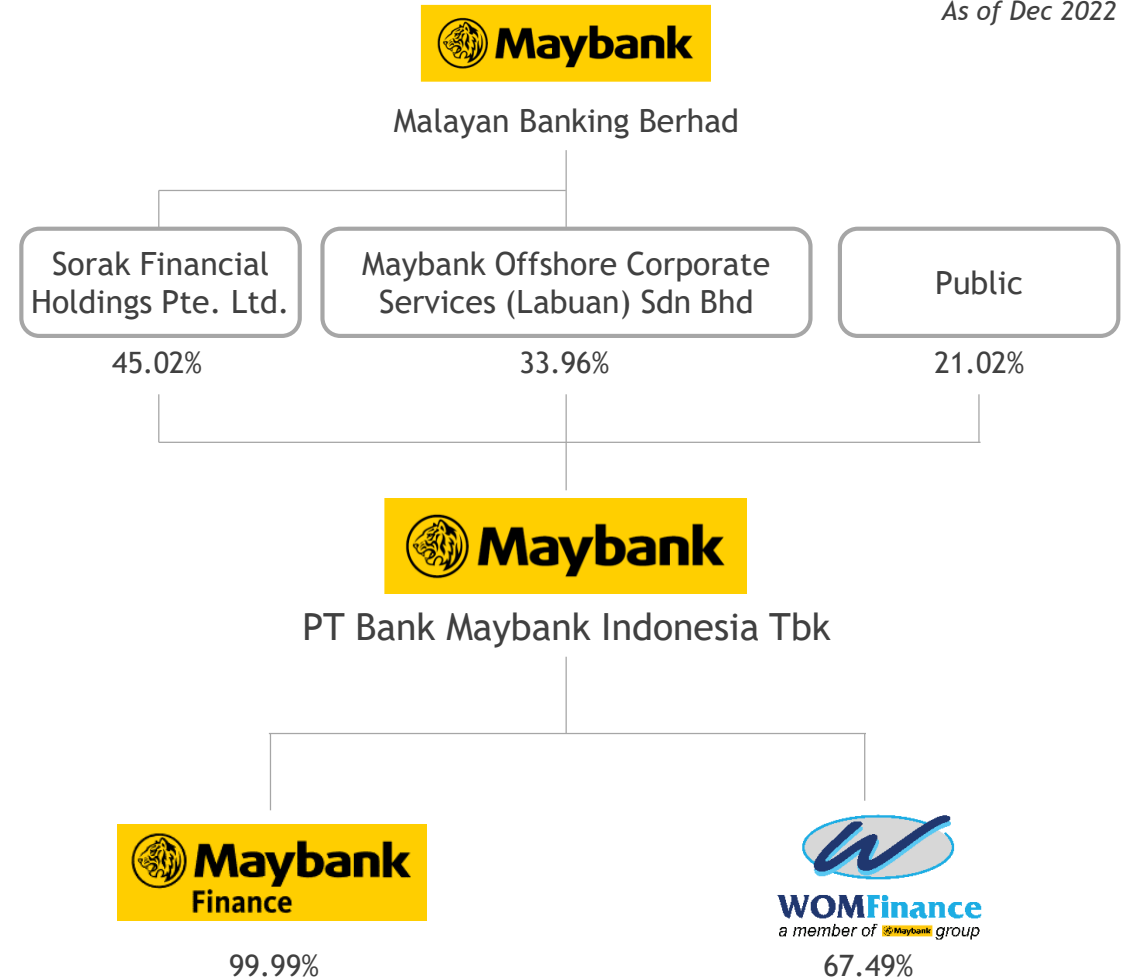 As of Dec 2022
Maybank
Malayan Banking Berhad
Sorak Financial
Holdings Pte. Ltd.
Maybank Offshore Corporate
Services (Labuan) Sdn Bhd
Public
45.02%
33.96%
21.02%
Maybank
PT Bank Maybank Indonesia Tbk
Maybank
Finance
W
WOMFinance
a member of Maybank group
99.99%
67.49%